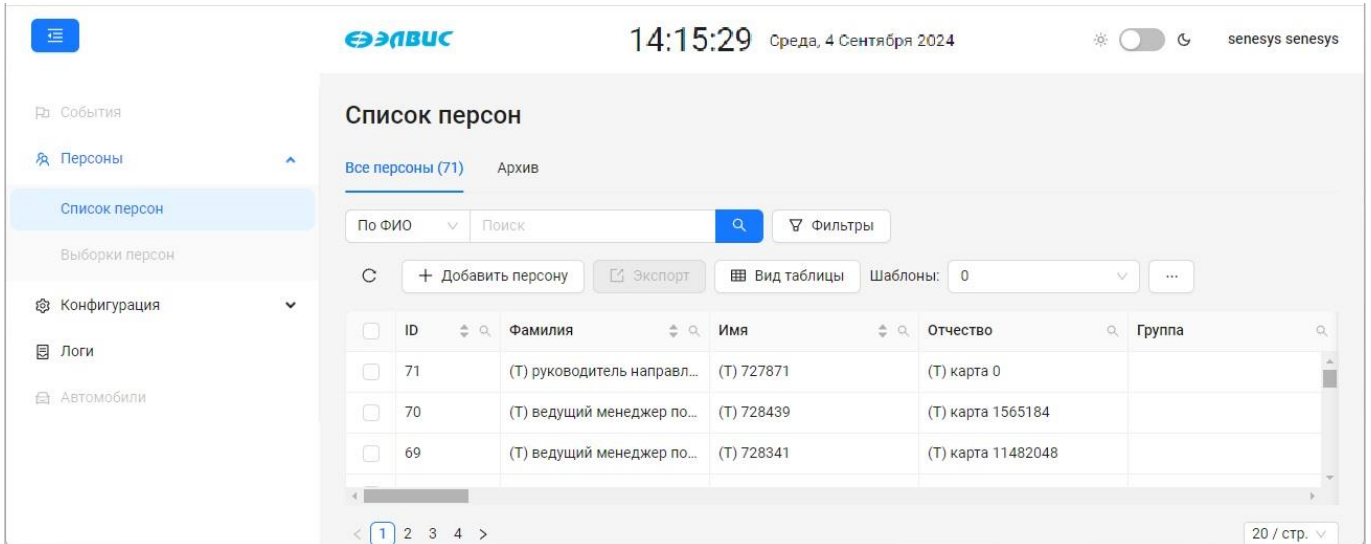 ЭЛВИС 14:15:29 Среда, 4 Сентября 2024 senesys senesys
События
Персоны
Список персон
Выборки персон
Конфигурация
Логи
Автомобили
Список персон
Все персоны (71) Архив
По ФИО Поиск Фильтры
+ Добавить персону Экспорт Вид таблицы Шаблоны: 0 ...
ID Фамилия Имя Отчество Группа
71 (Т) руководитель направл... (Т) 727871 (Т) карта 0
70 (Т) ведущий менеджер по... (Т) 728439 (Т) карта 1565184
69 (Т) ведущий менеджер по... (Т) 728341 (Т) карта 11482048
< 1 2 3 4 > 20 / стр.